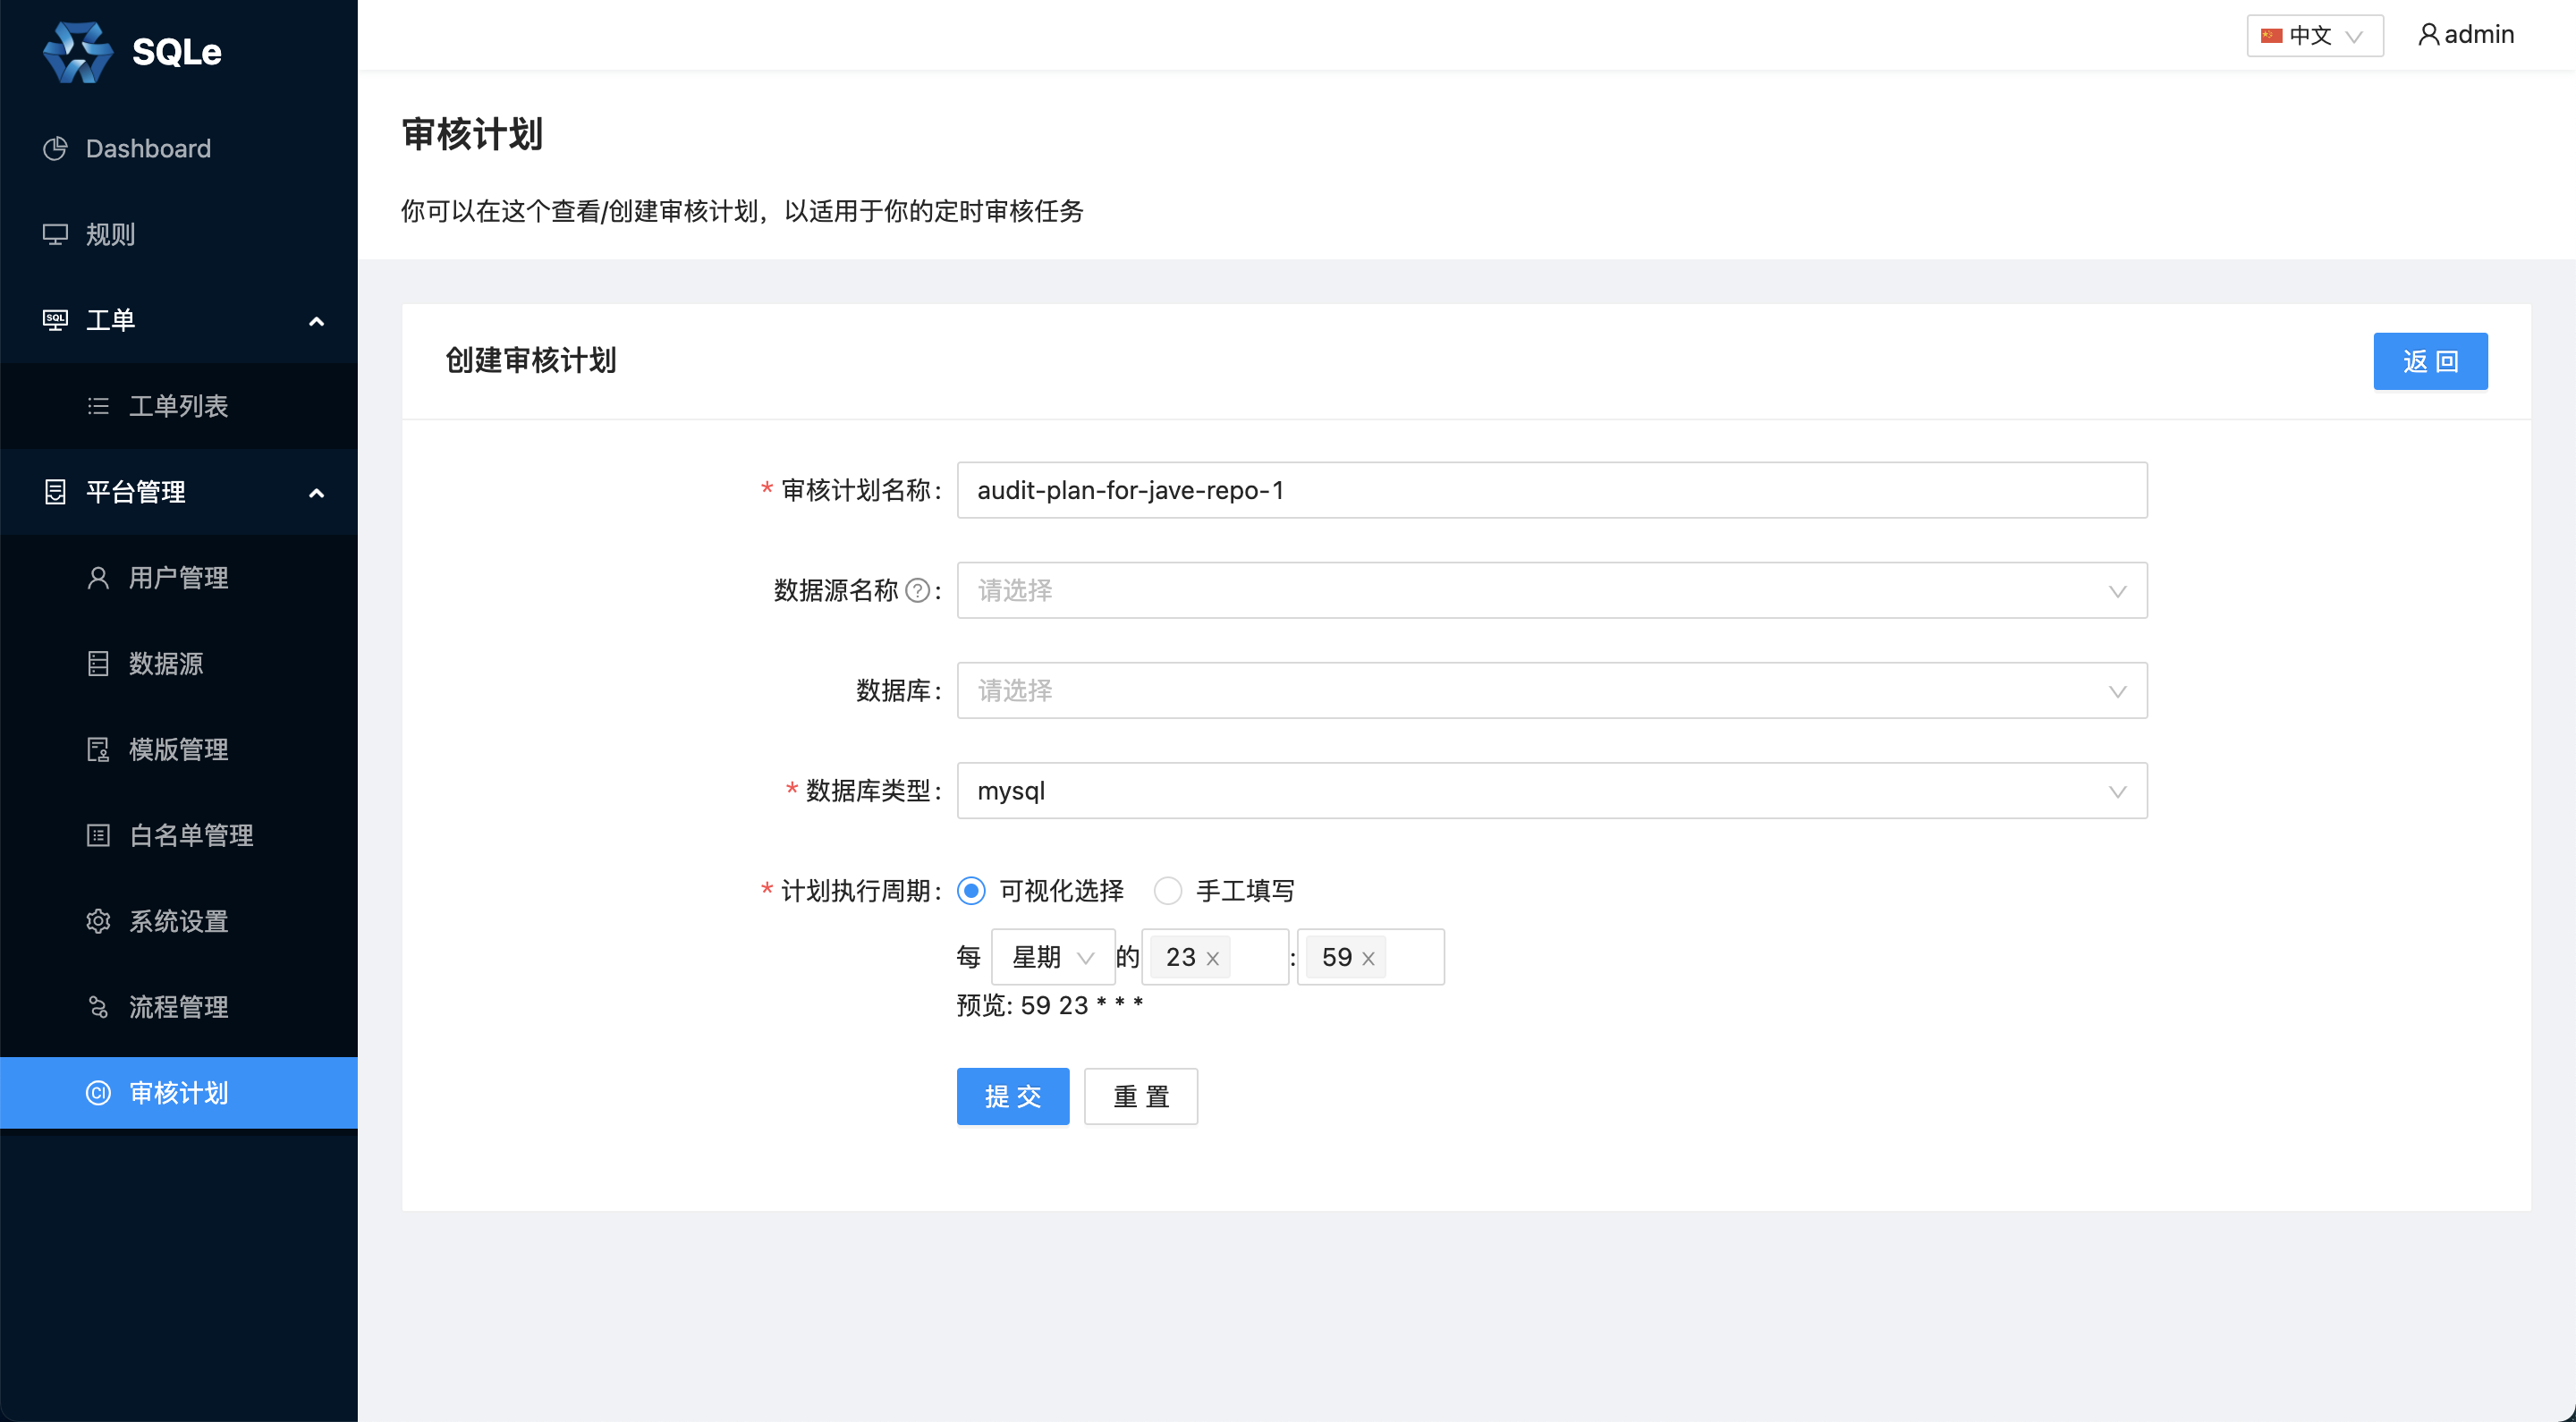 SQLe
中文
admin
Dashboard
规则
工单
工单列表
平台管理
用户管理
数据源
模版管理
白名单管理
系统设置
流程管理
审核计划
审核计划
你可以在这个查看/创建审核计划，以适用于你的定时审核任务
创建审核计划
返 回
* 审核计划名称: audit-plan-for-jave-repo-1
数据源名称 ? : 请选择
数据库: 请选择
* 数据库类型: mysql
* 计划执行周期: 可视化选择 手工填写
每 星期 的 23 × : 59 ×
预览: 59 23 * * *
提 交 重 置